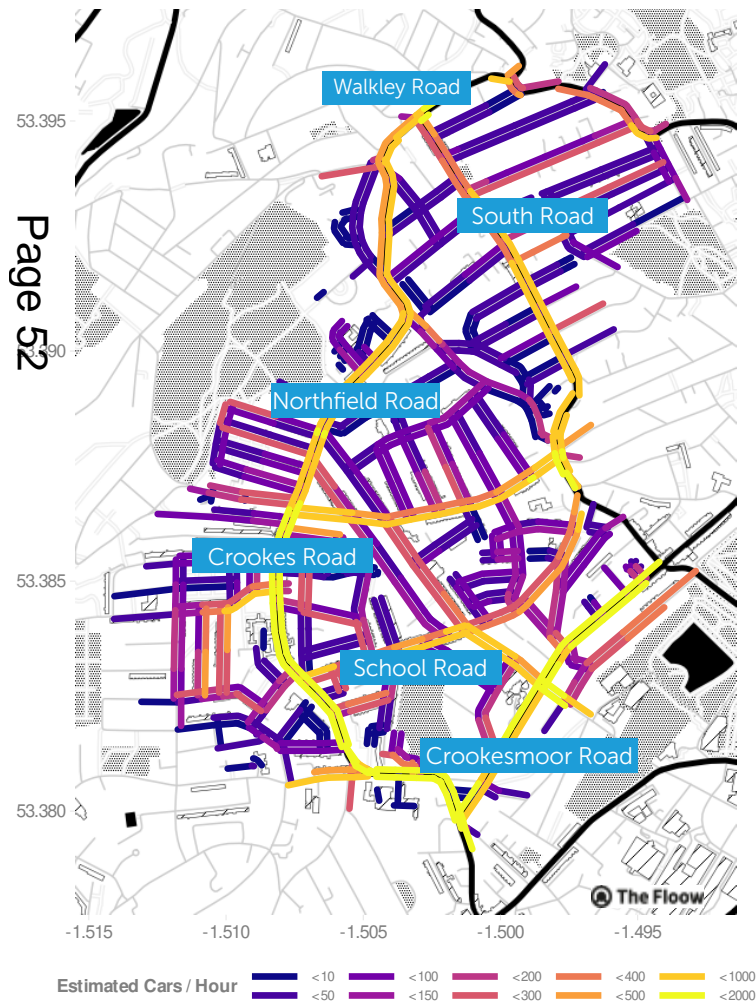 Walkley Road
53.395
South Road
Page 52
53.390
Northfield Road
Crookes Road
53.385
School Road
Crookesmoor Road
53.380
The Floow
-1.515 -1.510 -1.505 -1.500 -1.495
Estimated Cars / Hour <10 <100 <200 <400 <1000
<50 <150 <300 <500 <2000